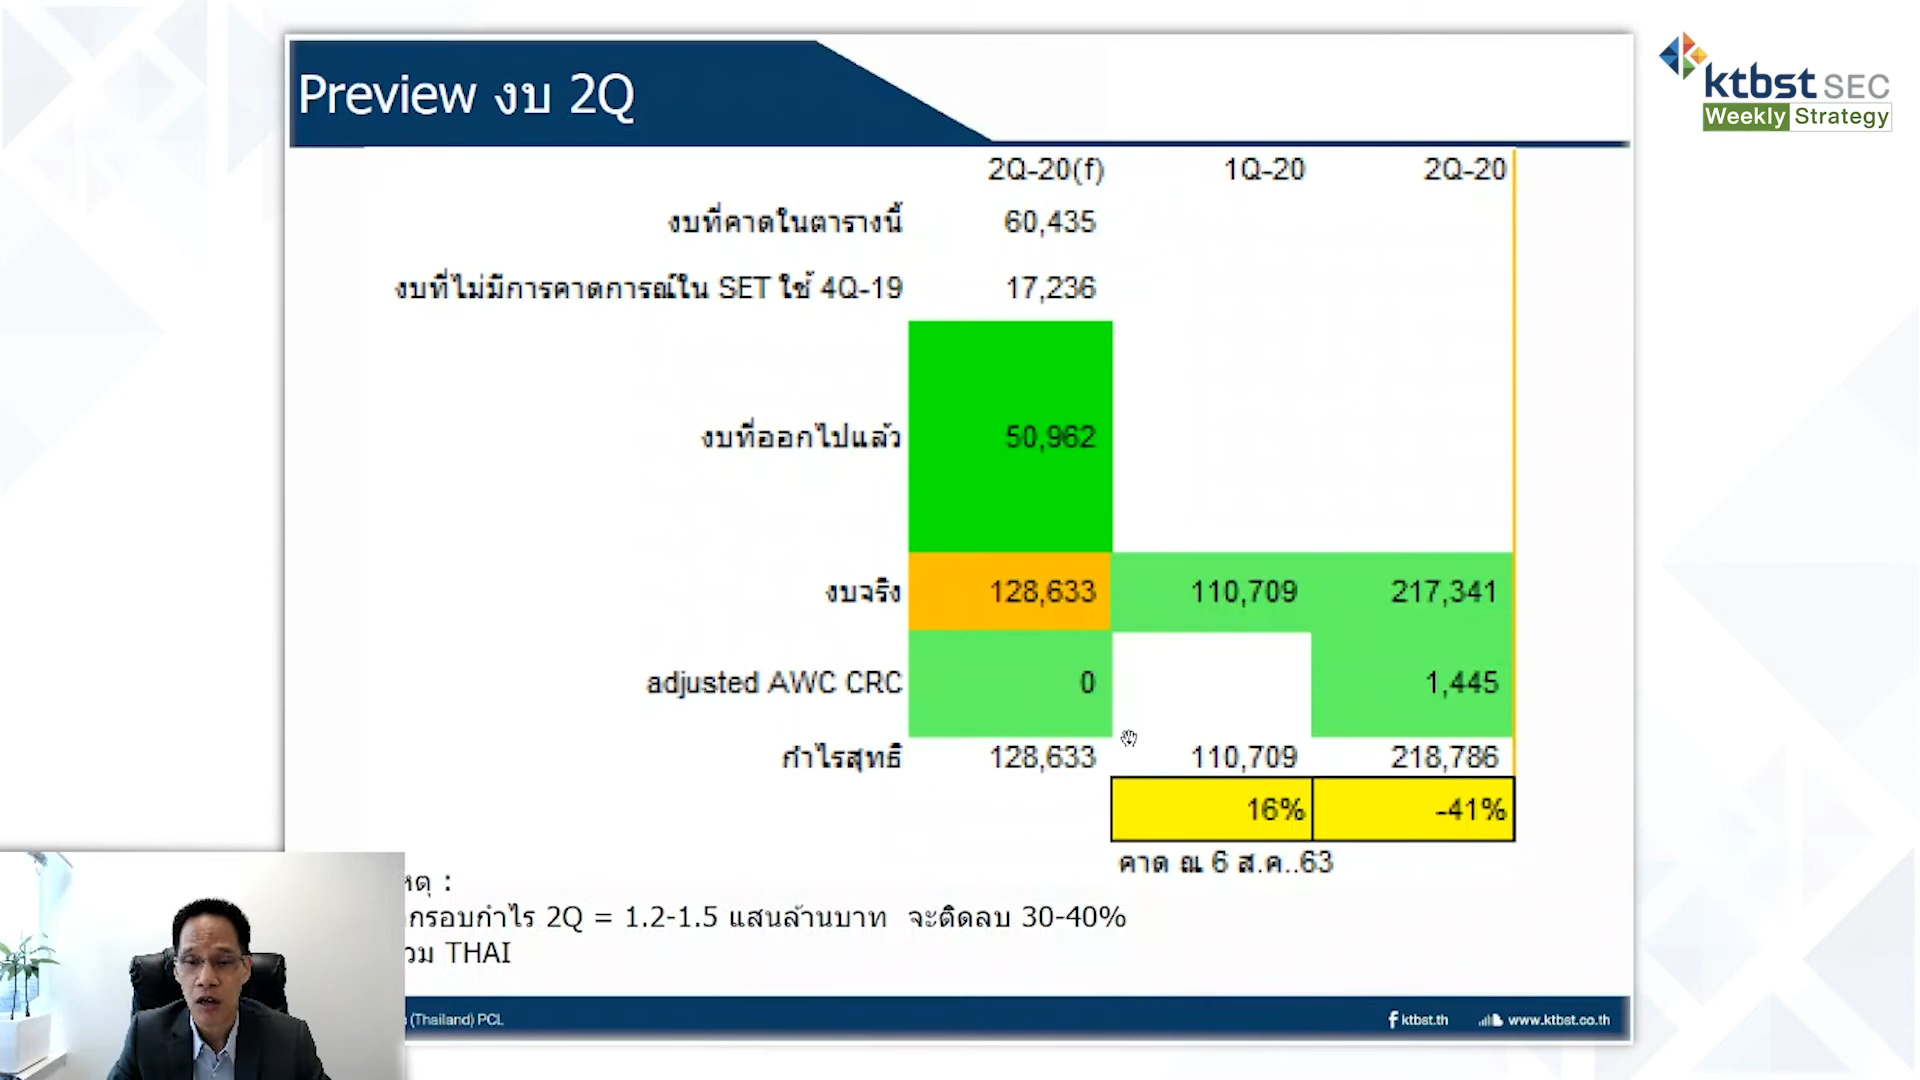 ktbst SEC
Weekly Strategy
Preview งบ 2Q
2Q-20(f) 1Q-20 2Q-20
งบที่คาดในตารางนี้ 60,435
งบที่ไม่มีการคาดการณ์ใน SET ใช้ 4Q-19 17,236
งบที่ออกไปแล้ว 50,962
งบจริง 128,633 110,709 217,341
adjusted AWC CRC 0 1,445
กำไรสุทธิ 128,633 110,709 218,786
16% -41%
คาด ณ 6 ส.ค..63
หตุ :
กรอบกำไร 2Q = 1.2-1.5 แสนล้านบาท จะติดลบ 30-40%
THAI
(Thailand) PCL
ktbst.th www.ktbst.co.th